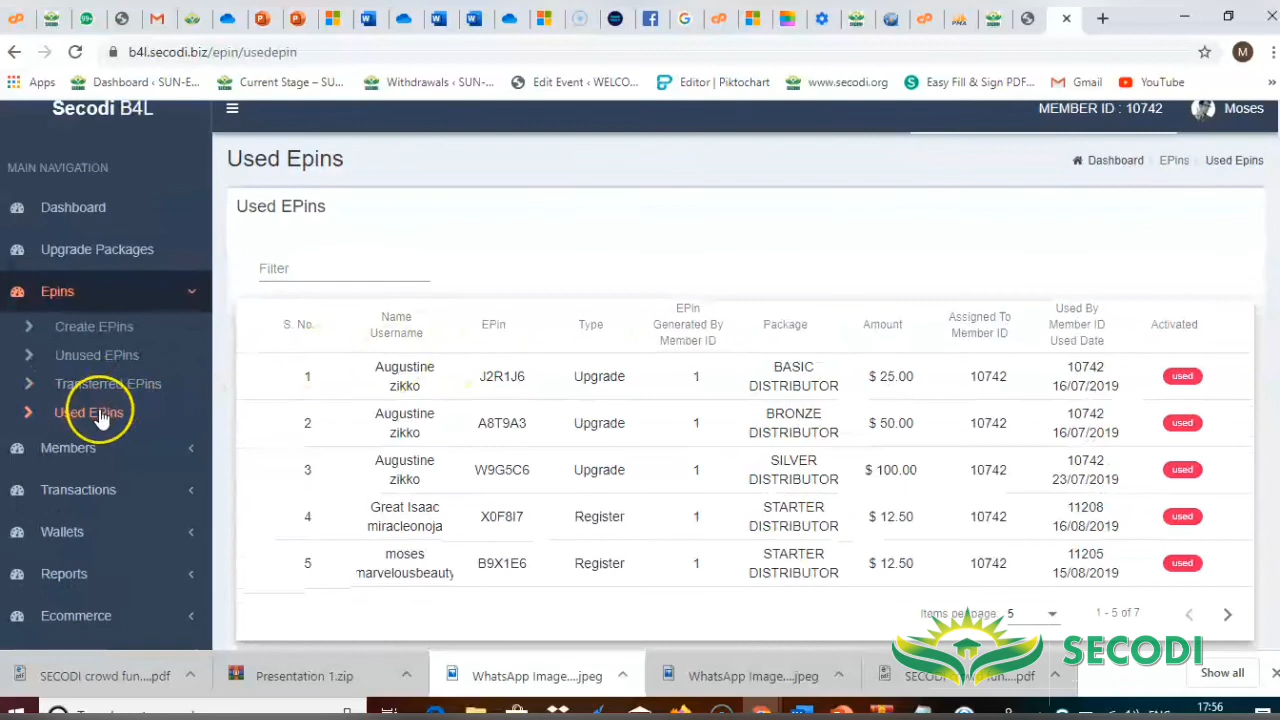 99+
b4l.secodi.biz/epin/usedepin
M
Apps
Dashboard ‹ SUN-E...
Current Stage – SU...
Withdrawals ‹ SUN-...
Edit Event ‹ WELCO...
Editor | Piktochart
www.secodi.org
Easy Fill & Sign PDF...
Gmail
YouTube
Secodi B4L
MEMBER ID : 10742
Moses
MAIN NAVIGATION
Dashboard
Upgrade Packages
Epins
Create EPins
Unused EPins
Transferred EPins
Used EPins
Members
Transactions
Wallets
Reports
Ecommerce
Used Epins
Dashboard
EPins
Used Epins
Used EPins
Filter
S. No.
Name
Username
EPin
Type
EPin
Generated By
Member ID
Package
Amount
Assigned To
Member ID
Used By
Member ID
Used Date
Activated
1 Augustine zikko J2R1J6 Upgrade 1 BASIC DISTRIBUTOR $ 25.00 10742 10742 16/07/2019 used
2 Augustine zikko A8T9A3 Upgrade 1 BRONZE DISTRIBUTOR $ 50.00 10742 10742 16/07/2019 used
3 Augustine zikko W9G5C6 Upgrade 1 SILVER DISTRIBUTOR $ 100.00 10742 10742 23/07/2019 used
4 Great Isaac miracleonoja X0F8I7 Register 1 STARTER DISTRIBUTOR $ 12.50 10742 11208 16/08/2019 used
5 moses marvelousbeauty B9X1E6 Register 1 STARTER DISTRIBUTOR $ 12.50 10742 11205 15/08/2019 used
Items per page 5
1 - 5 of 7
SECODI
SECODI crowd fun....pdf
Presentation 1.zip
WhatsApp Image....jpeg
WhatsApp Image....jpeg
fun....pdf
Show all
ENG
17:56